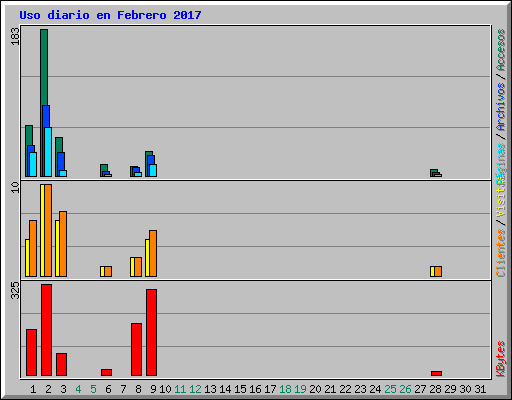 Uso diario en Febrero 2017
183
10
325
Accesos / Archivos / Páginas
Visitas / Clientes
KBytes
1 2 3 4 5 6 7 8 9 10 11 12 13 14 15 16 17 18 19 20 21 22 23 24 25 26 27 28 29 30 31